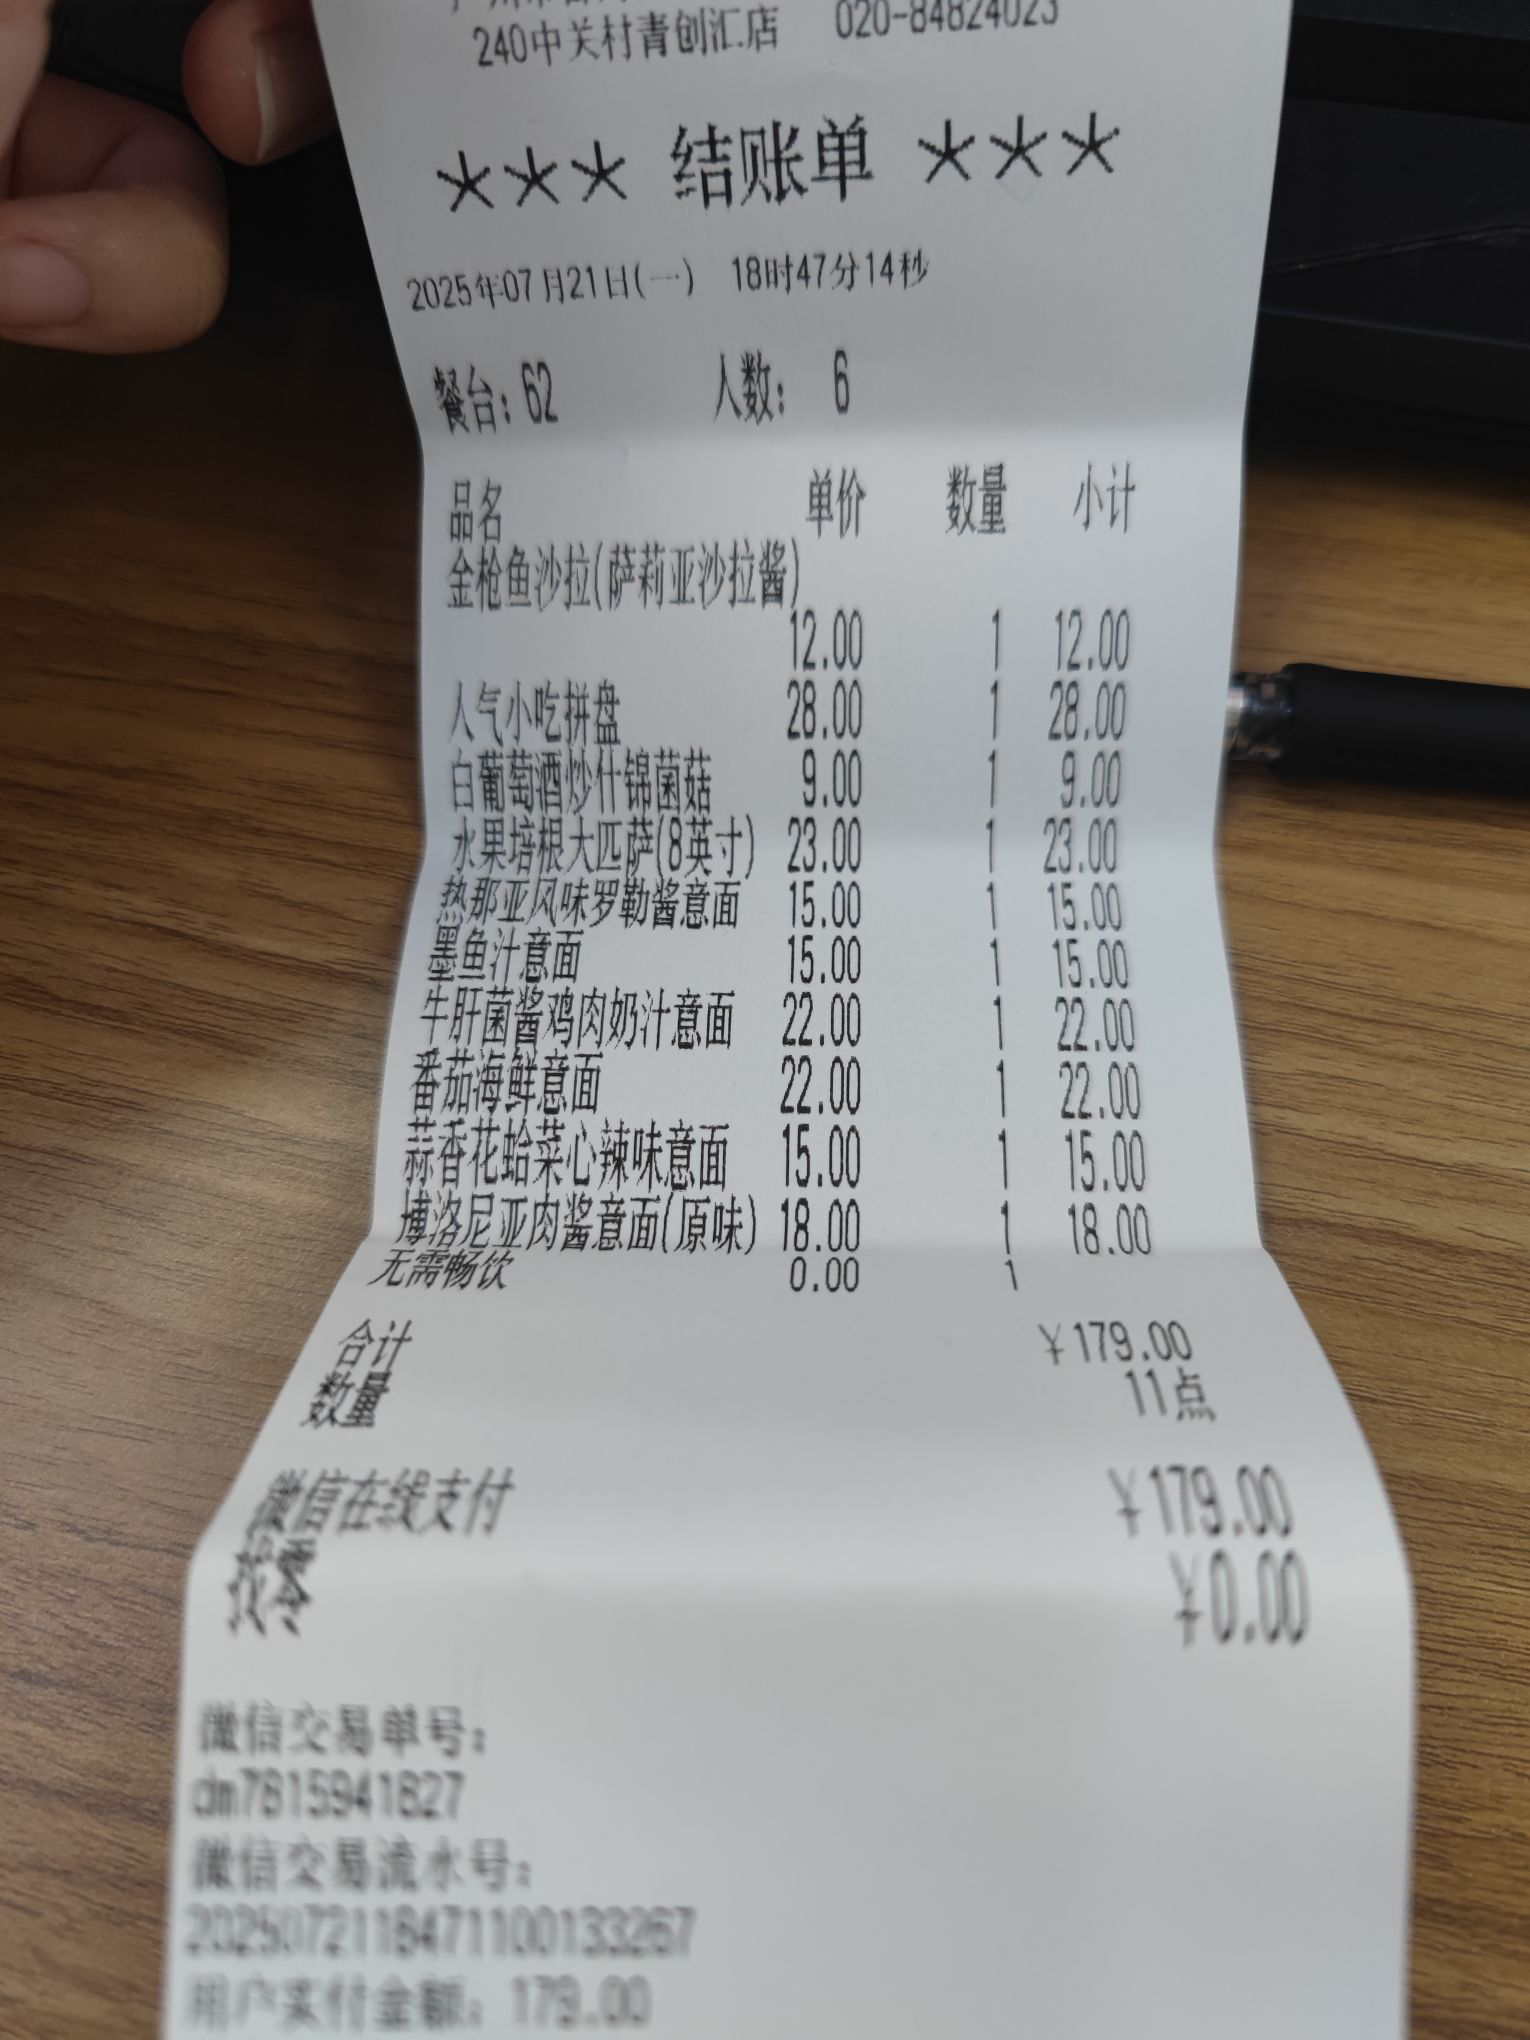 240中关村青创汇店 020-84824023
*** 结账单 ***
2025年07月21日(一) 18时47分14秒
餐台:62 人数: 6
品名 单价 数量 小计
金枪鱼沙拉(萨莉亚沙拉酱)
12.00 1 12.00
人气小吃拼盘 28.00 1 28.00
白葡萄酒炒什锦菌菇 9.00 1 9.00
水果培根大匹萨(8英寸) 23.00 1 23.00
热那亚风味罗勒酱意面 15.00 1 15.00
墨鱼汁意面 15.00 1 15.00
牛肝菌酱鸡肉奶汁意面 22.00 1 22.00
番茄海鲜意面 22.00 1 22.00
蒜香花蛤菜心辣味意面 15.00 1 15.00
博洛尼亚肉酱意面(原味) 18.00 1 18.00
无需畅饮 0.00 1
合计 ¥179.00
数量 11点
微信在线支付 ¥179.00
找零 ¥0.00
微信交易单号:
dm7815941827
微信交易流水号:
2025072118471100133267
用户实付金额: 179.00